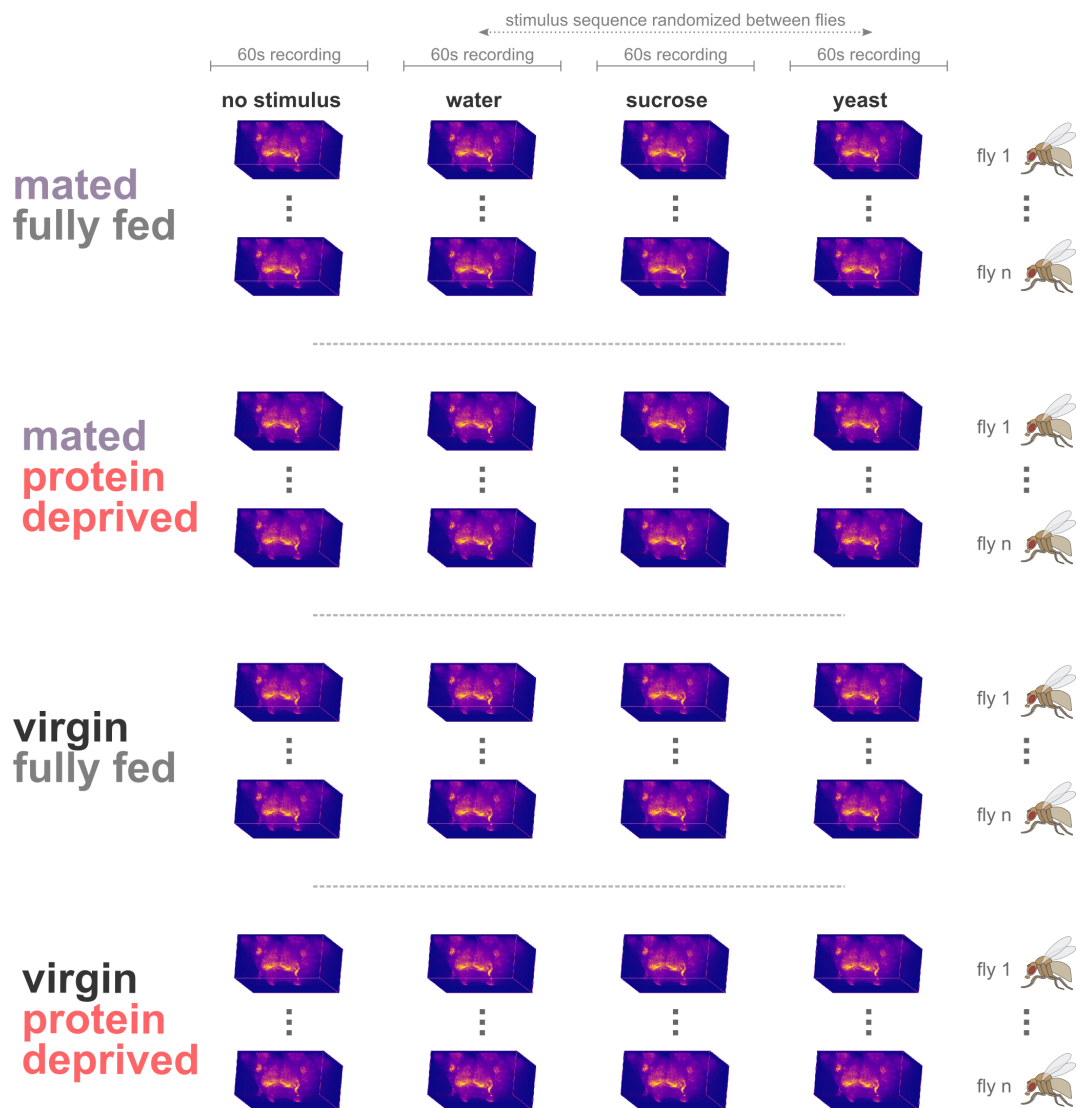 stimulus sequence randomized between flies
60s recording 60s recording 60s recording 60s recording
no stimulus water sucrose yeast
fly 1
mated
fully fed
fly n
fly 1
mated
protein
deprived
fly n
fly 1
virgin
fully fed
fly n
fly 1
virgin
protein
deprived
fly n